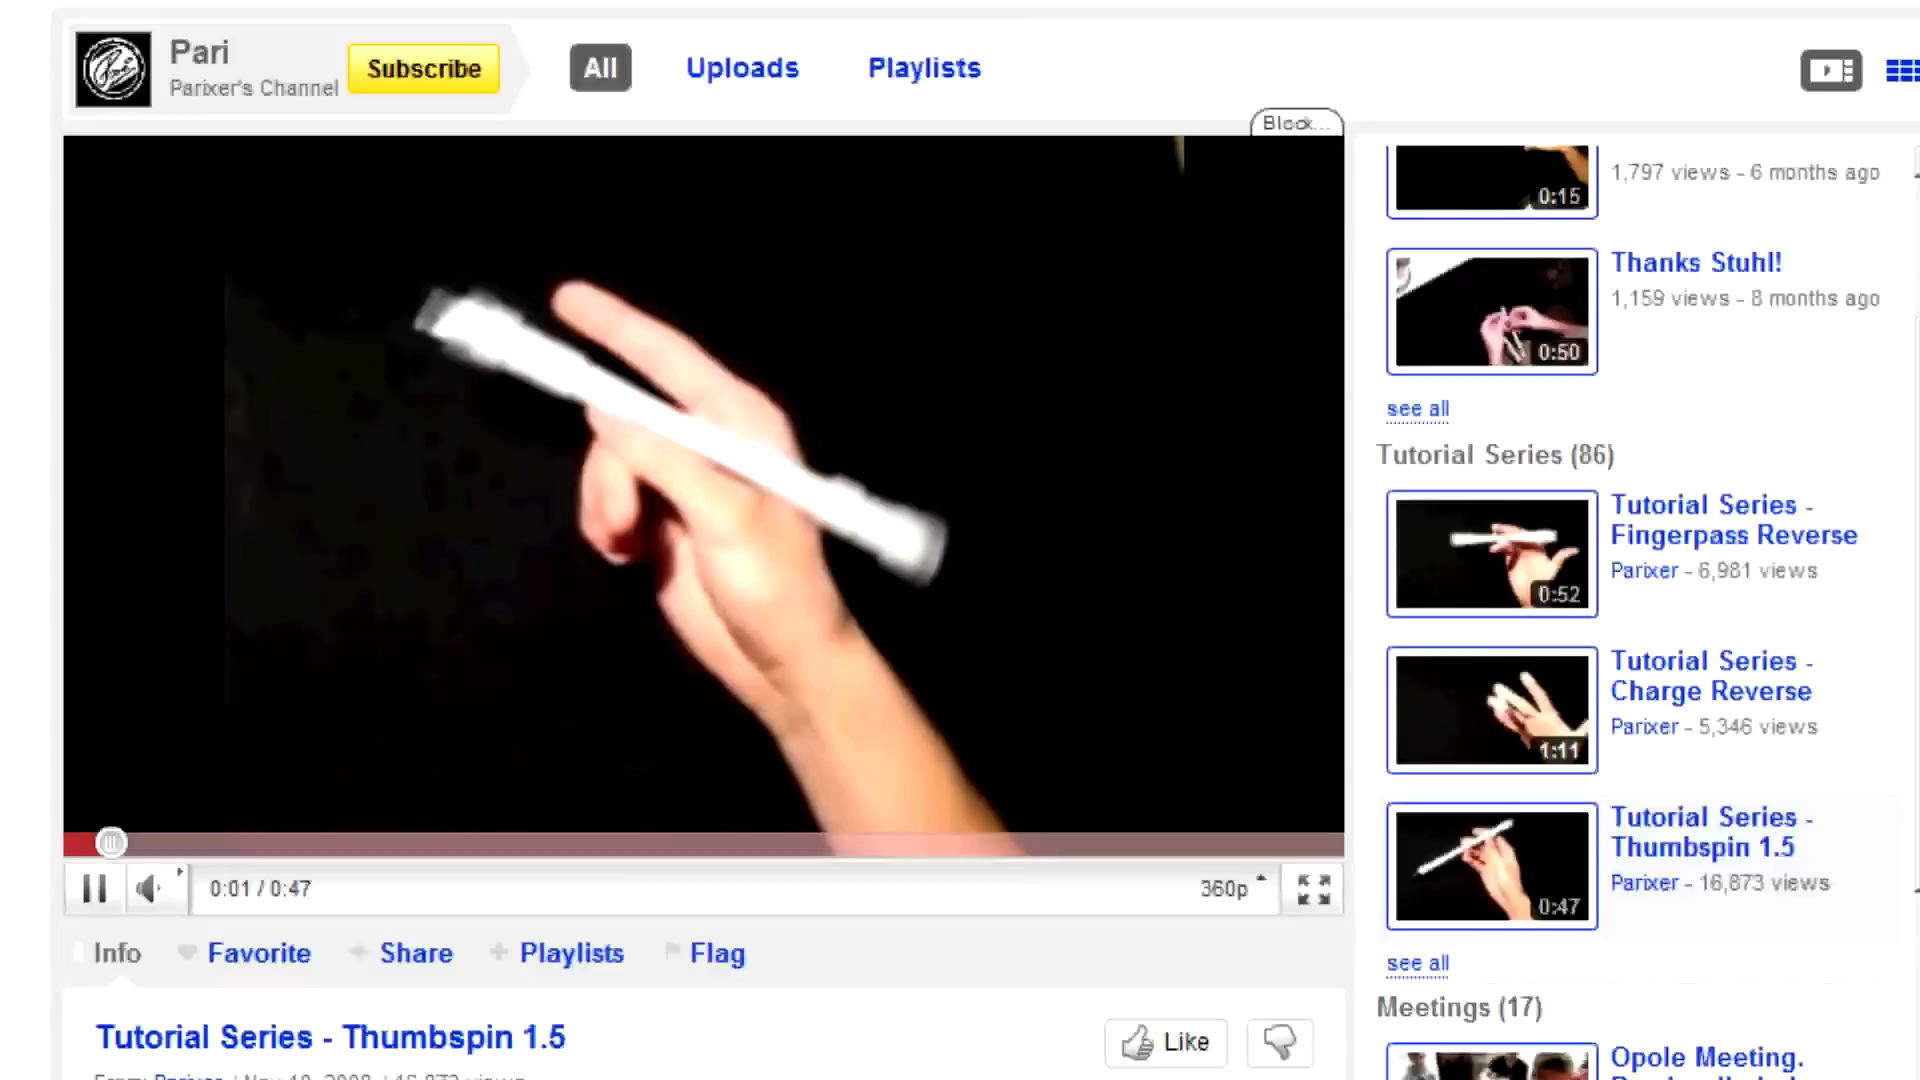 Pari
Parixer's Channel
Subscribe
All
Uploads
Playlists
Block...
0:15
1,797 views - 6 months ago
Thanks Stuhl!
1,159 views - 8 months ago
0:50
see all
Tutorial Series (86)
Tutorial Series -
Fingerpass Reverse
Parixer - 6,981 views
0:52
Tutorial Series -
Charge Reverse
Parixer - 5,346 views
1:11
Tutorial Series -
Thumbspin 1.5
Parixer - 16,873 views
0:47
see all
Meetings (17)
Opole Meeting.
0:01 / 0:47
360p
Info
Favorite
Share
Playlists
Flag
Tutorial Series - Thumbspin 1.5
Like